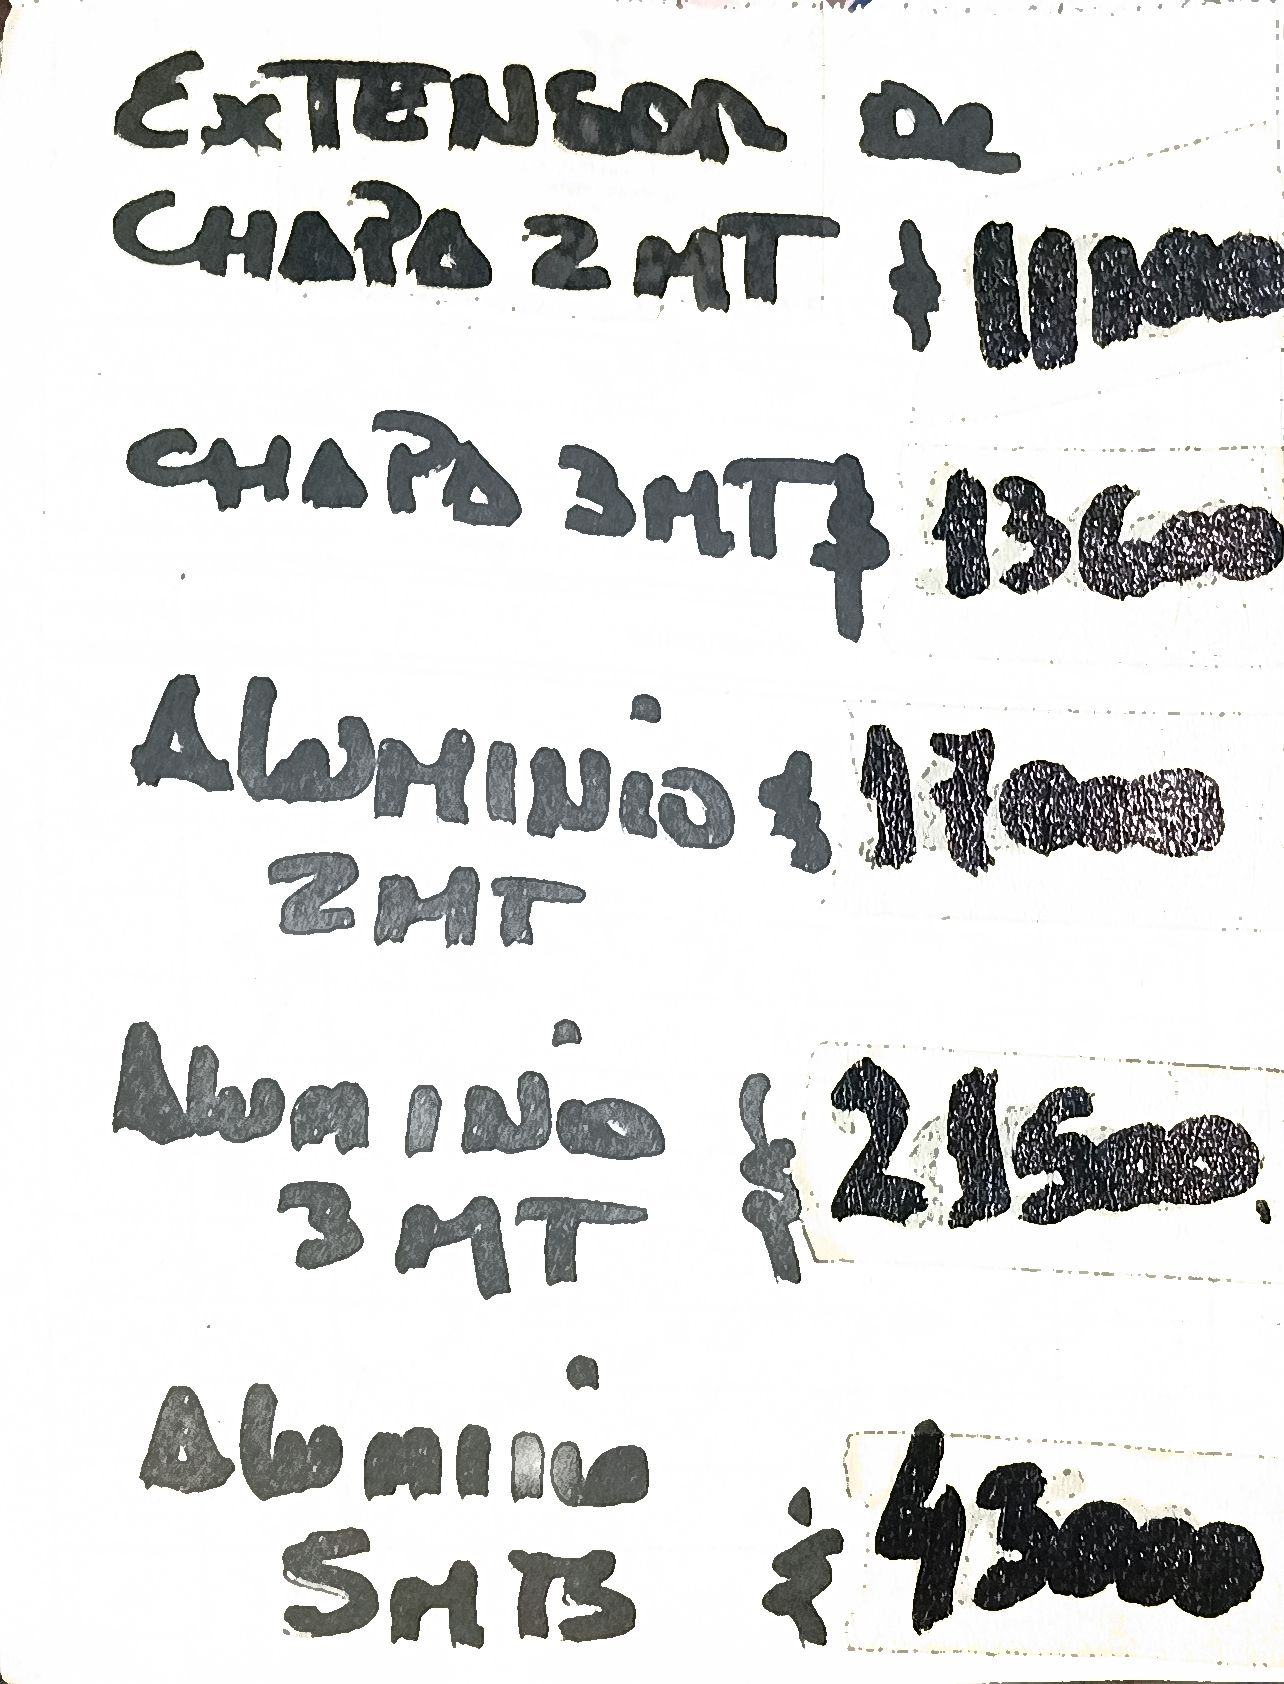 EXTENSOR DE
CHAPA 2 MT $ 11000
CHAPA 3 MT $ 13600
ALUMINIO $ 17000
2 MT
ALUMINIO $ 21500
3 MT
ALUMINIO
5 MTS $ 43000